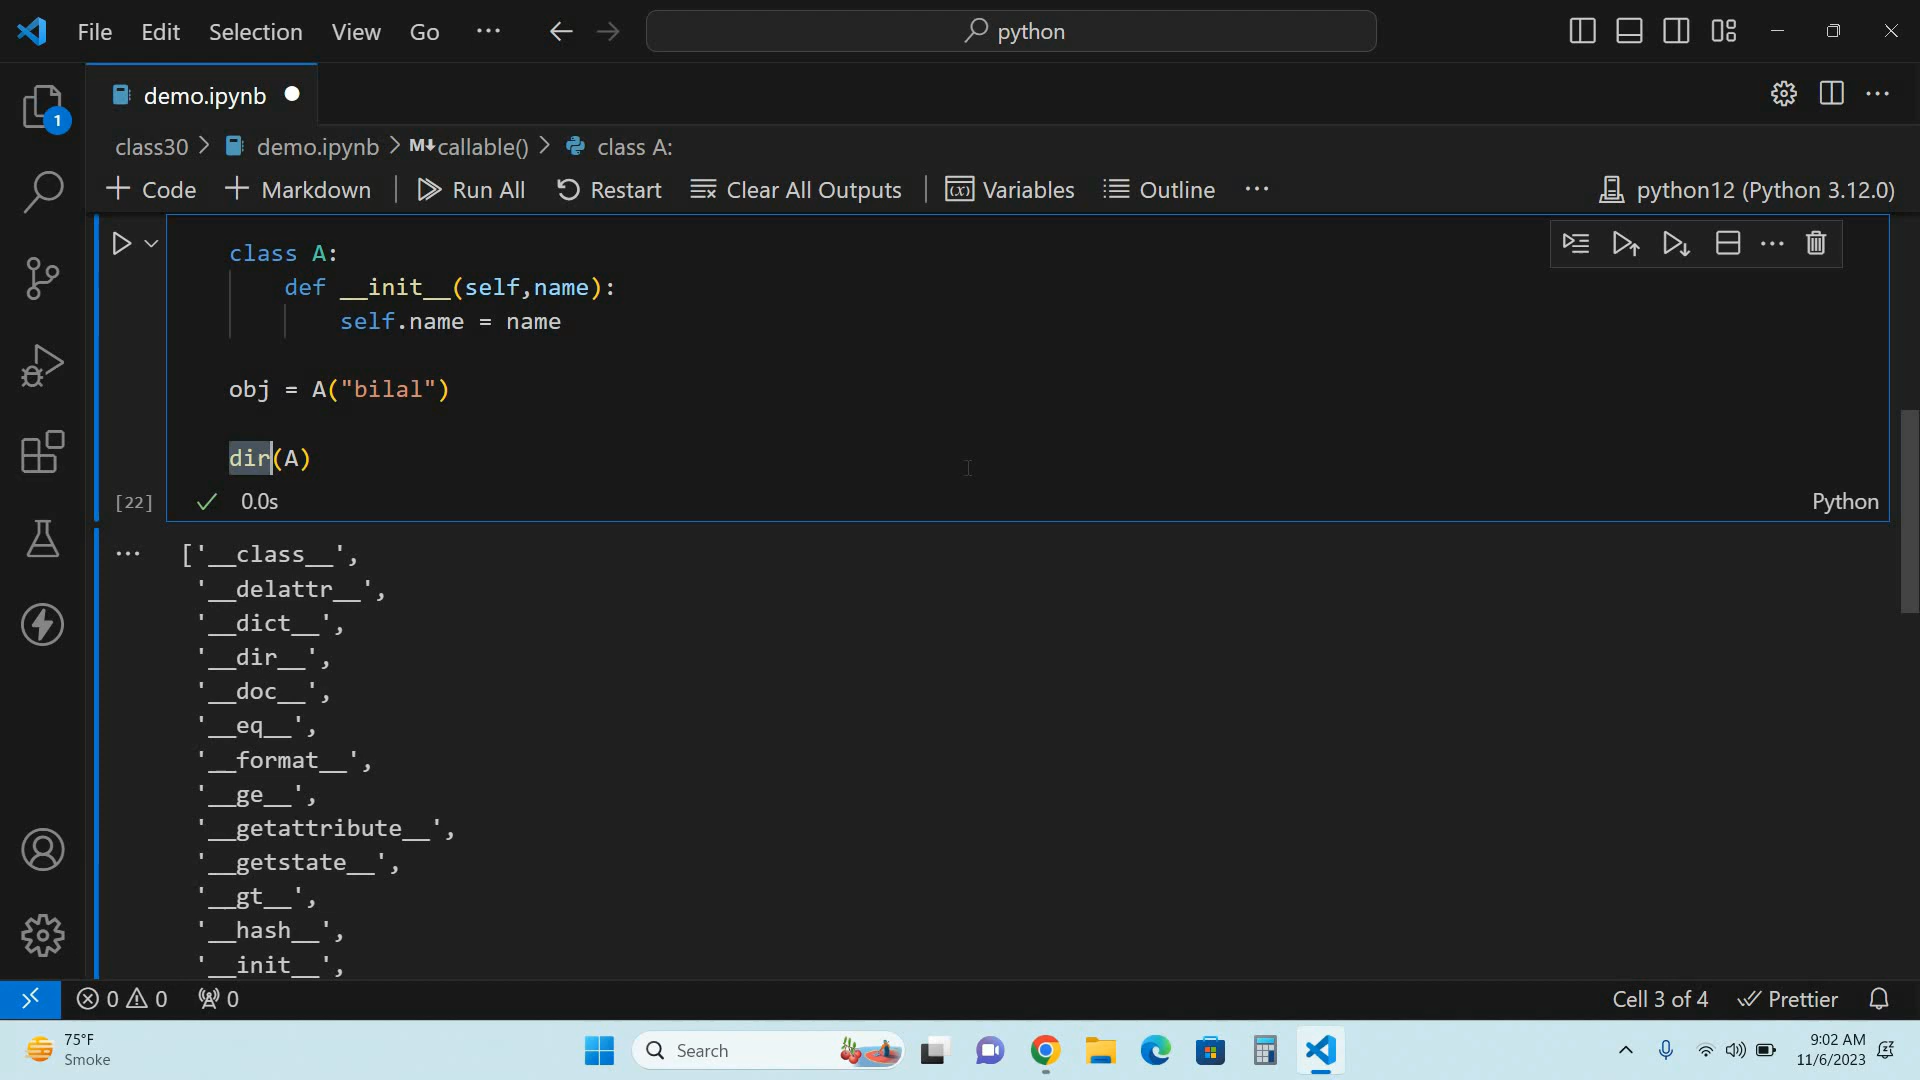 File Edit Selection View Go ··· python
demo.ipynb
1
class30 > demo.ipynb > M↓callable() > class A:
+ Code + Markdown | Run All Restart Clear All Outputs | (x) Variables Outline ··· python12 (Python 3.12.0)
class A:
def __init__(self,name):
self.name = name
obj = A("bilal")
dir(A)
[22] 0.0s Python
['__class__',
'__delattr__',
'__dict__',
'__dir__',
'__doc__',
'__eq__',
'__format__',
'__ge__',
'__getattribute__',
'__getstate__',
'__gt__',
'__hash__',
'__init__',
0 0 0 Cell 3 of 4 Prettier
75°F
Smoke
Search
9:02 AM
11/6/2023